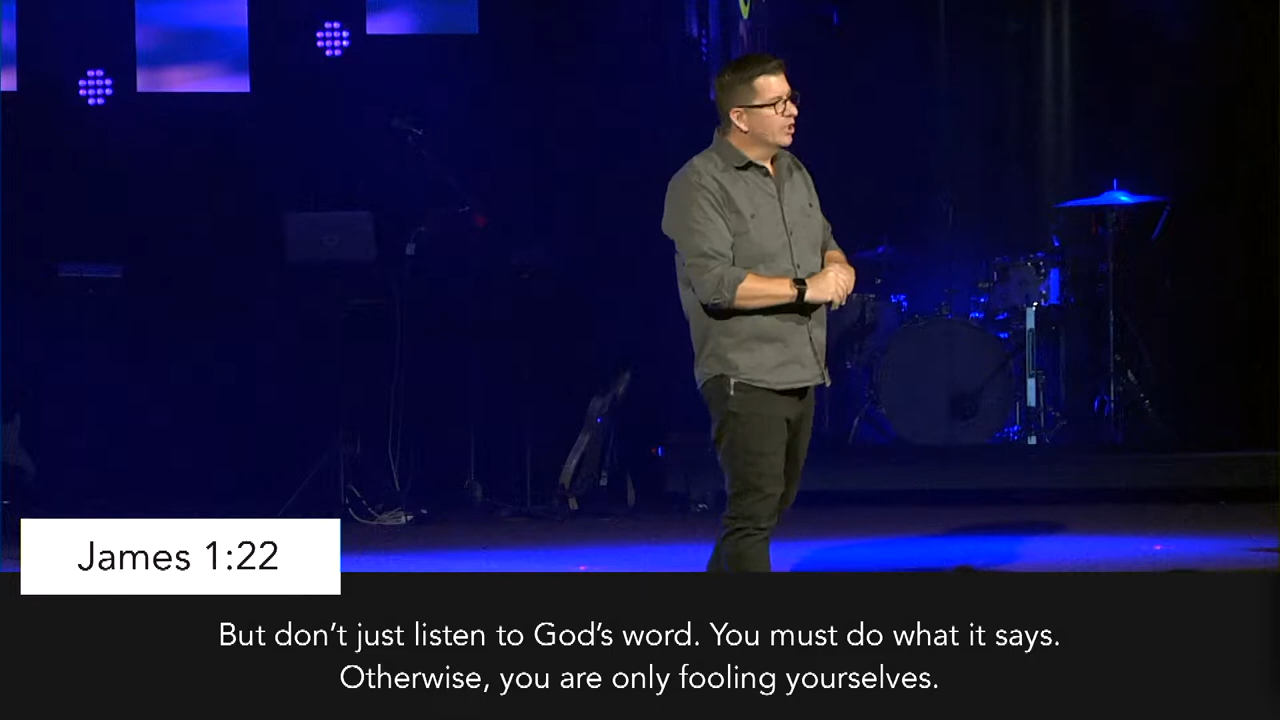 James 1:22
But don't just listen to God's word. You must do what it says.
Otherwise, you are only fooling yourselves.